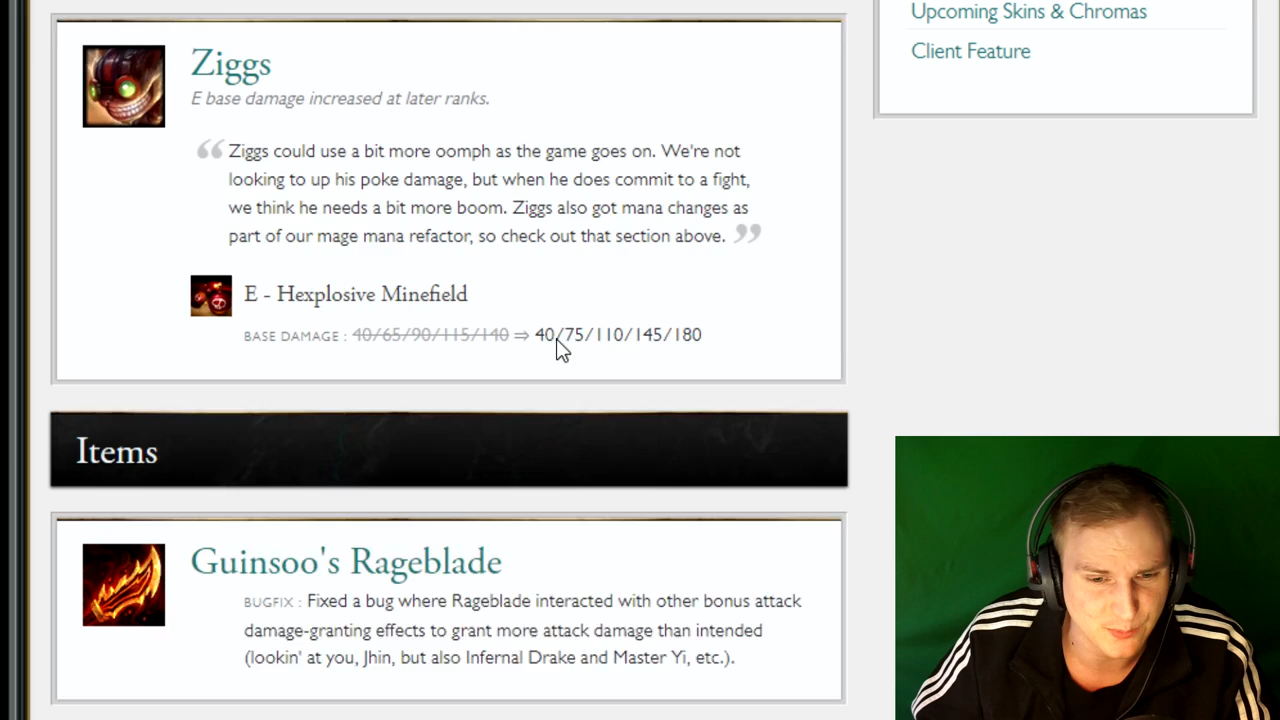 Upcoming Skins & Chromas
Client Feature
Ziggs
E base damage increased at later ranks.
“ Ziggs could use a bit more oomph as the game goes on. We're not
looking to up his poke damage, but when he does commit to a fight,
we think he needs a bit more boom. Ziggs also got mana changes as
part of our mage mana refactor, so check out that section above. ”
E - Hexplosive Minefield
BASE DAMAGE : 40/65/90/115/140 ⇒ 40/75/110/145/180
Items
Guinsoo's Rageblade
BUGFIX : Fixed a bug where Rageblade interacted with other bonus attack
damage-granting effects to grant more attack damage than intended
(lookin' at you, Jhin, but also Infernal Drake and Master Yi, etc.).